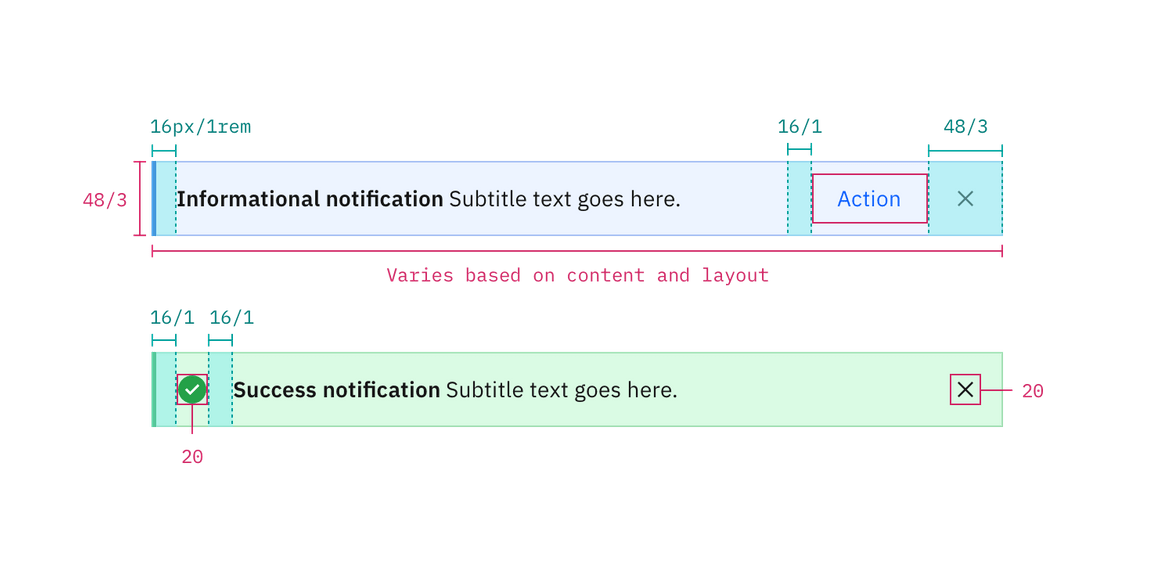 16px/1rem 16/1 48/3
48/3 Informational notification Subtitle text goes here. Action
Varies based on content and layout
16/1 16/1
Success notification Subtitle text goes here. 20
20